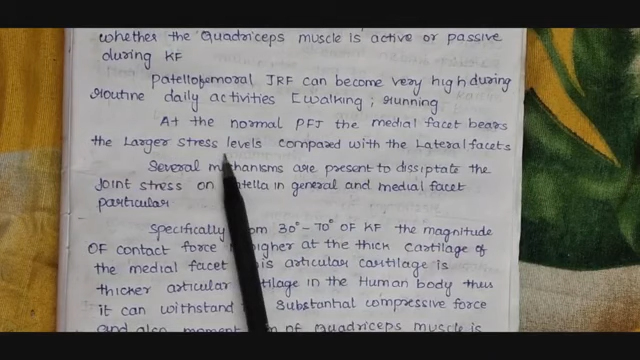 whether the Quadriceps muscle is active or passive
during KF
Patellofemoral JRF can become very high during
routine daily activities [walking; running
At the normal PFJ the medial facet bears
the Larger stress levels compared with the Lateral facets
Several mechanisms are present to disiptate the
Joint stress on in general and medial facet
particular
Specifically 30° - 70° OF KF the magnitude
OF contact force higher at the thick cartilage of
the medial facet articular cartilage is
thicker articular in the Human body thus
it can withstand Substantial compressive force
and also moment of Quadriceps muscle is